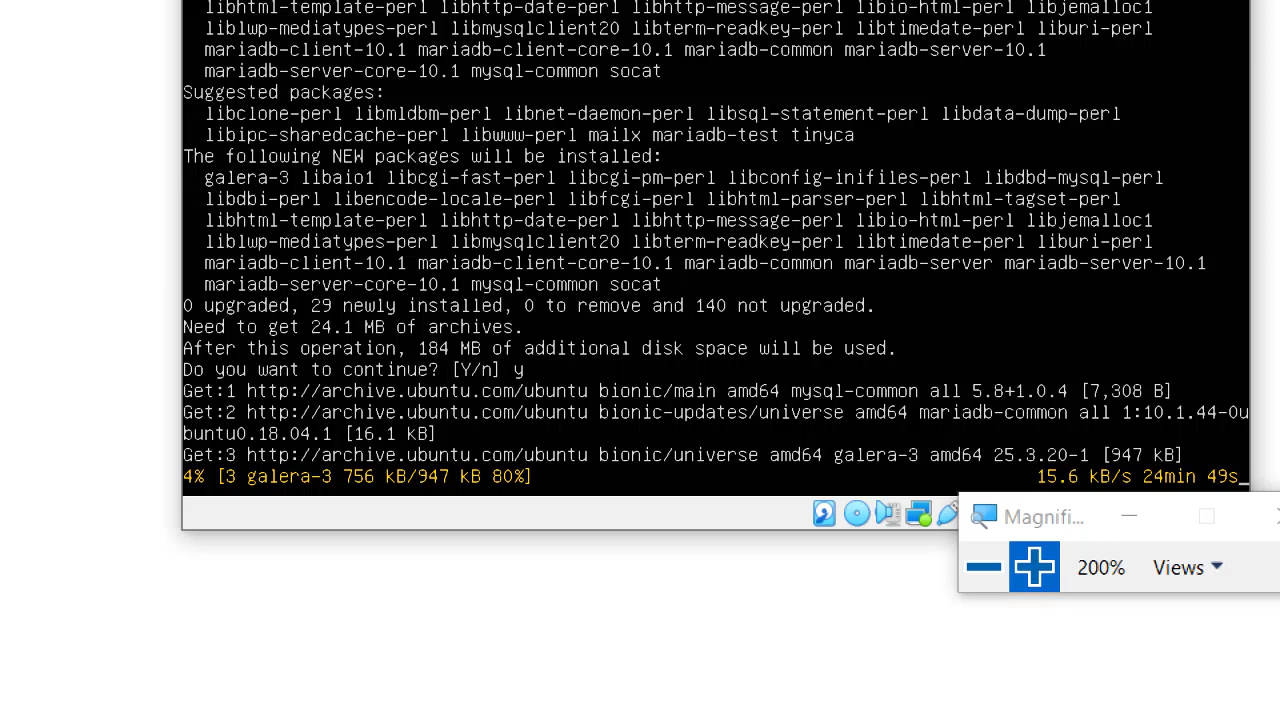 libhtml-template-perl libhttp-date-perl libhttp-message-perl libio-html-perl libjemalloc1
liblwp-mediatypes-perl libmysqlclient20 libterm-readkey-perl libtimedate-perl liburi-perl
mariadb-client-10.1 mariadb-client-core-10.1 mariadb-common mariadb-server-10.1
mariadb-server-core-10.1 mysql-common socat
Suggested packages:
libclone-perl libmldbm-perl libnet-daemon-perl libsql-statement-perl libdata-dump-perl
libipc-sharedcache-perl libwww-perl mailx mariadb-test tinyca
The following NEW packages will be installed:
galera-3 libaio1 libcgi-fast-perl libcgi-pm-perl libconfig-inifiles-perl libdbd-mysql-perl
libdbi-perl libencode-locale-perl libfcgi-perl libhtml-parser-perl libhtml-tagset-perl
libhtml-template-perl libhttp-date-perl libhttp-message-perl libio-html-perl libjemalloc1
liblwp-mediatypes-perl libmysqlclient20 libterm-readkey-perl libtimedate-perl liburi-perl
mariadb-client-10.1 mariadb-client-core-10.1 mariadb-common mariadb-server mariadb-server-10.1
mariadb-server-core-10.1 mysql-common socat
0 upgraded, 29 newly installed, 0 to remove and 140 not upgraded.
Need to get 24.1 MB of archives.
After this operation, 184 MB of additional disk space will be used.
Do you want to continue? [Y/n] y
Get:1 http://archive.ubuntu.com/ubuntu bionic/main amd64 mysql-common all 5.8+1.0.4 [7,308 B]
Get:2 http://archive.ubuntu.com/ubuntu bionic-updates/universe amd64 mariadb-common all 1:10.1.44-0u
buntu0.18.04.1 [16.1 kB]
Get:3 http://archive.ubuntu.com/ubuntu bionic/universe amd64 galera-3 amd64 25.3.20-1 [947 kB]
4% [3 galera-3 756 kB/947 kB 80%] 15.6 kB/s 24min 49s_
Magnifi...
200% Views